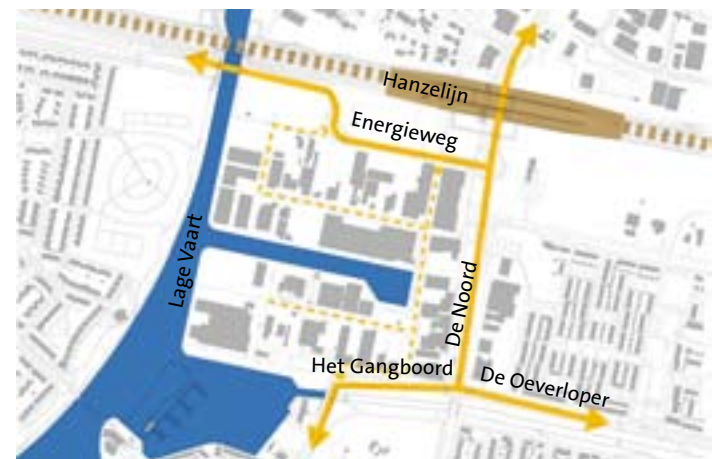 Hanzelijn
Energieweg
Lage Vaart
De Noord
Het Gangboord
De Oeverloper